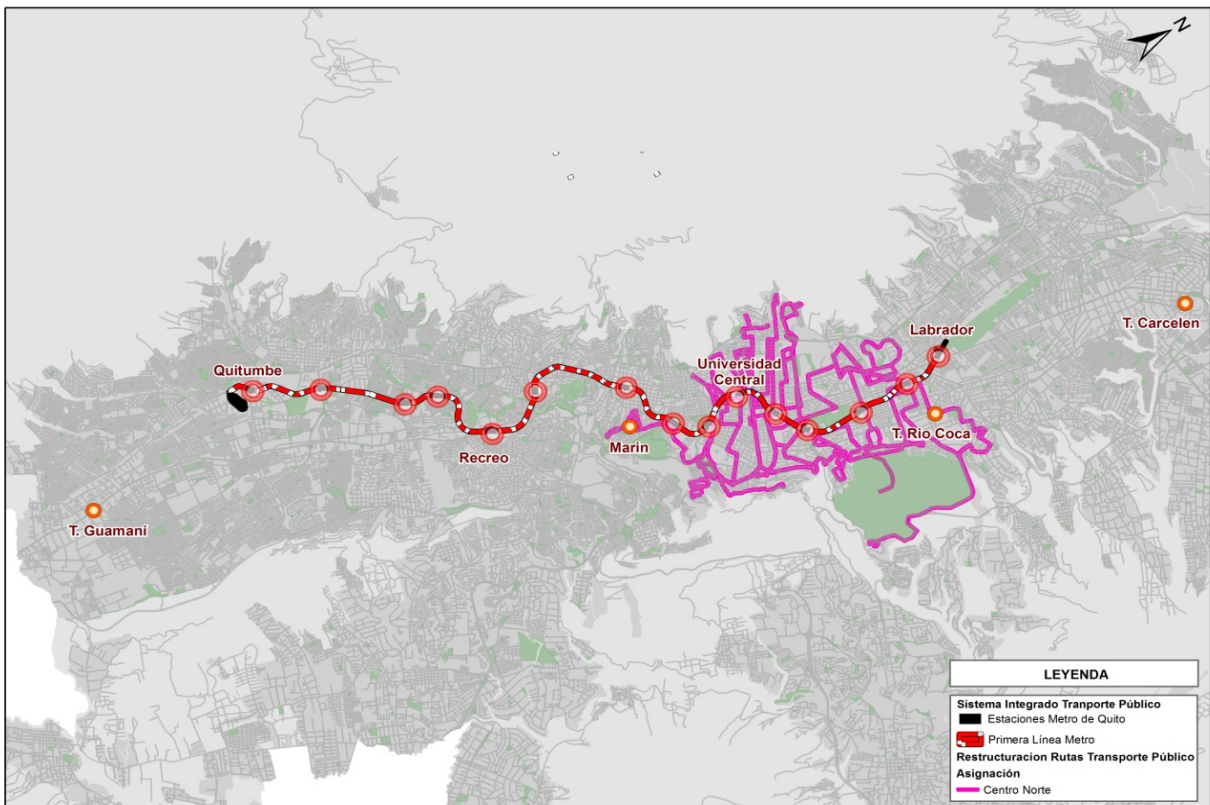 N
T. Carcelen
Labrador
Universidad
Central
Quitumbe
T. Rio Coca
Marin
Recreo
T. Guamaní
LEYENDA
Sistema Integrado Tranporte Público
Estaciones Metro de Quito
Primera Línea Metro
Restructuracion Rutas Transporte Público
Asignación
Centro Norte